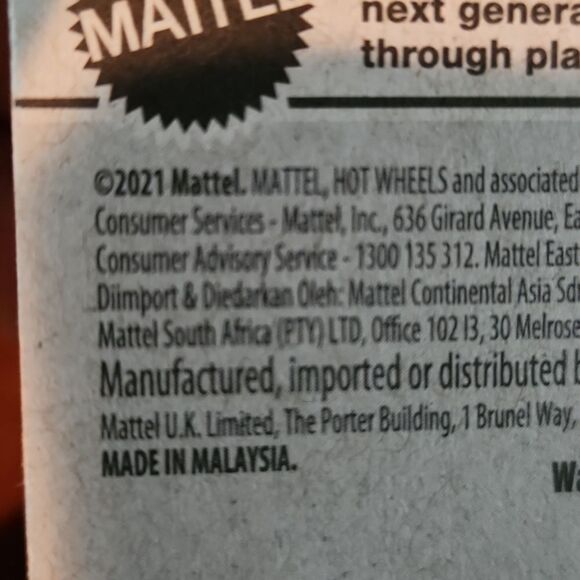 MATTEL
next genera
through pla
©2021 Mattel. MATTEL, HOT WHEELS and associated
Consumer Services - Mattel, Inc., 636 Girard Avenue, Ea
Consumer Advisory Service - 1300 135 312. Mattel East
Diimport & Diedarkan Oleh: Mattel Continental Asia Sd
Mattel South Africa (PTY) LTD, Office 102 I3, 30 Melrose
Manufactured, imported or distributed b
Mattel U.K. Limited, The Porter Building, 1 Brunel Way,
MADE IN MALAYSIA.
Wa